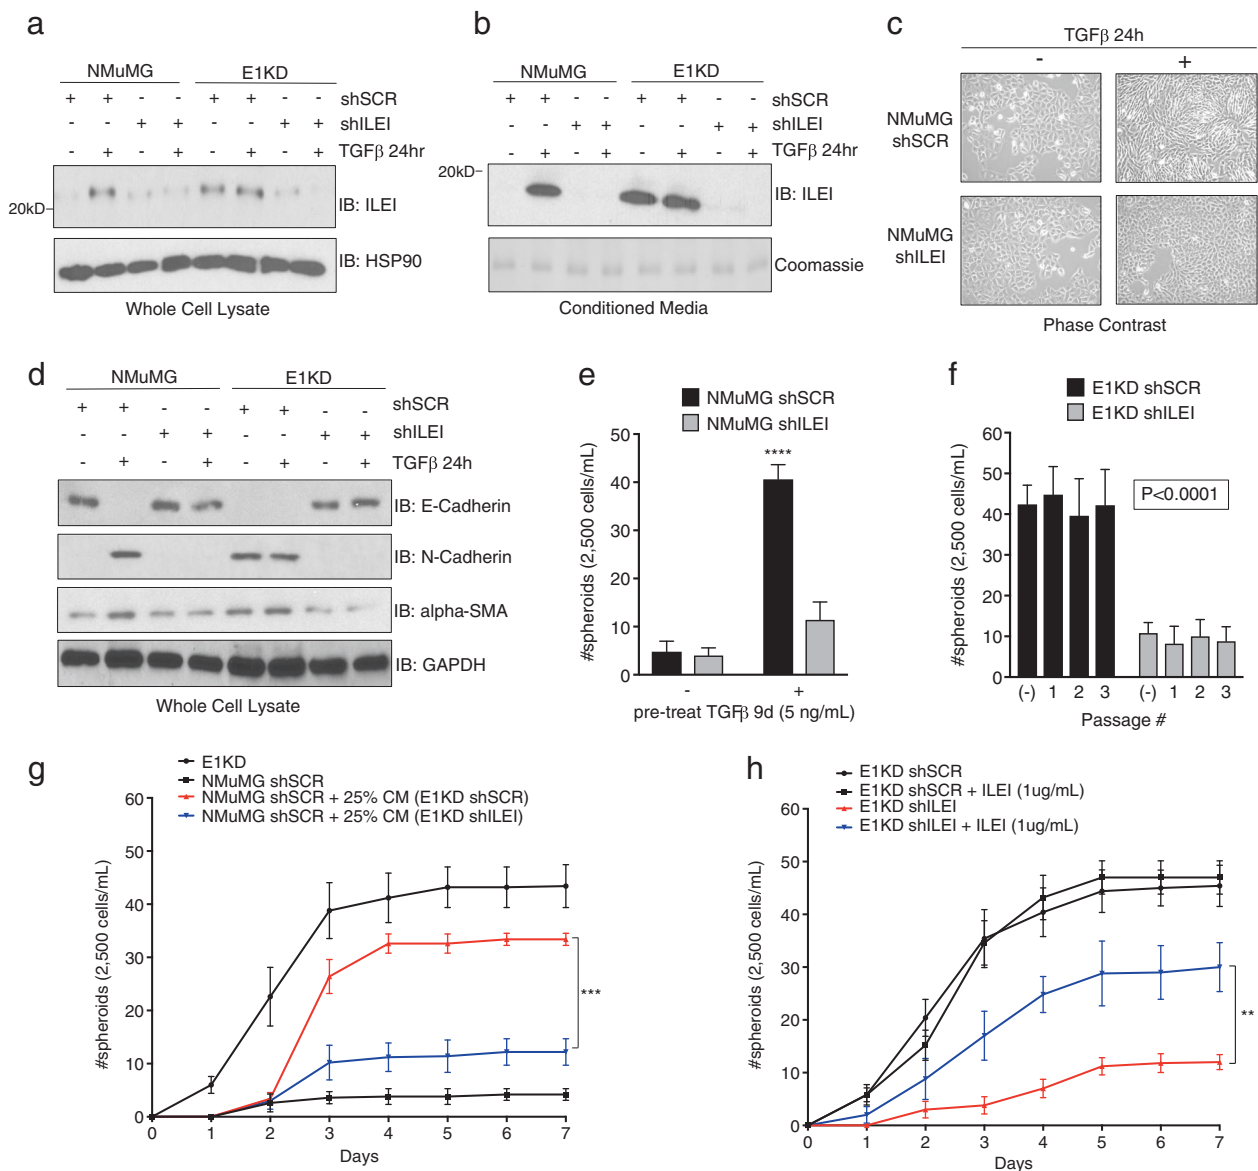 a
NMuMG
E1KD
+ + - - + + - - shSCR
- - + + - - + + shILEI
- + - + - + - + TGFβ 24hr
20kD
IB: ILEI
IB: HSP90
Whole Cell Lysate
b
NMuMG
E1KD
+ + - - + + - - shSCR
- - + + - - + + shILEI
- + - + - + - + TGFβ 24hr
20kD
IB: ILEI
Coomassie
Conditioned Media
c
TGFβ 24h
- +
NMuMG
shSCR
NMuMG
shILEI
Phase Contrast
d
NMuMG
E1KD
+ + - - + + - - shSCR
- - + + - - + + shILEI
- + - + - + - + TGFβ 24h
IB: E-Cadherin
IB: N-Cadherin
IB: alpha-SMA
IB: GAPDH
Whole Cell Lysate
e
NMuMG shSCR
NMuMG shILEI
#spheroids (2,500 cells/mL)
50
40
30
20
10
0
****
- +
pre-treat TGFβ 9d (5 ng/mL)
f
E1KD shSCR
E1KD shILEI
#spheroids (2,500 cells/mL)
60
50
40
30
20
10
0
P<0.0001
(-) 1 2 3 (-) 1 2 3
Passage #
g
E1KD
NMuMG shSCR
NMuMG shSCR + 25% CM (E1KD shSCR)
NMuMG shSCR + 25% CM (E1KD shILEI)
#spheroids (2,500 cells/mL)
60
50
40
30
20
10
0
***
0 1 2 3 4 5 6 7
Days
h
E1KD shSCR
E1KD shSCR + ILEI (1ug/mL)
E1KD shILEI
E1KD shILEI + ILEI (1ug/mL)
#spheroids (2,500 cells/mL)
60
50
40
30
20
10
0
**
0 1 2 3 4 5 6 7
Days